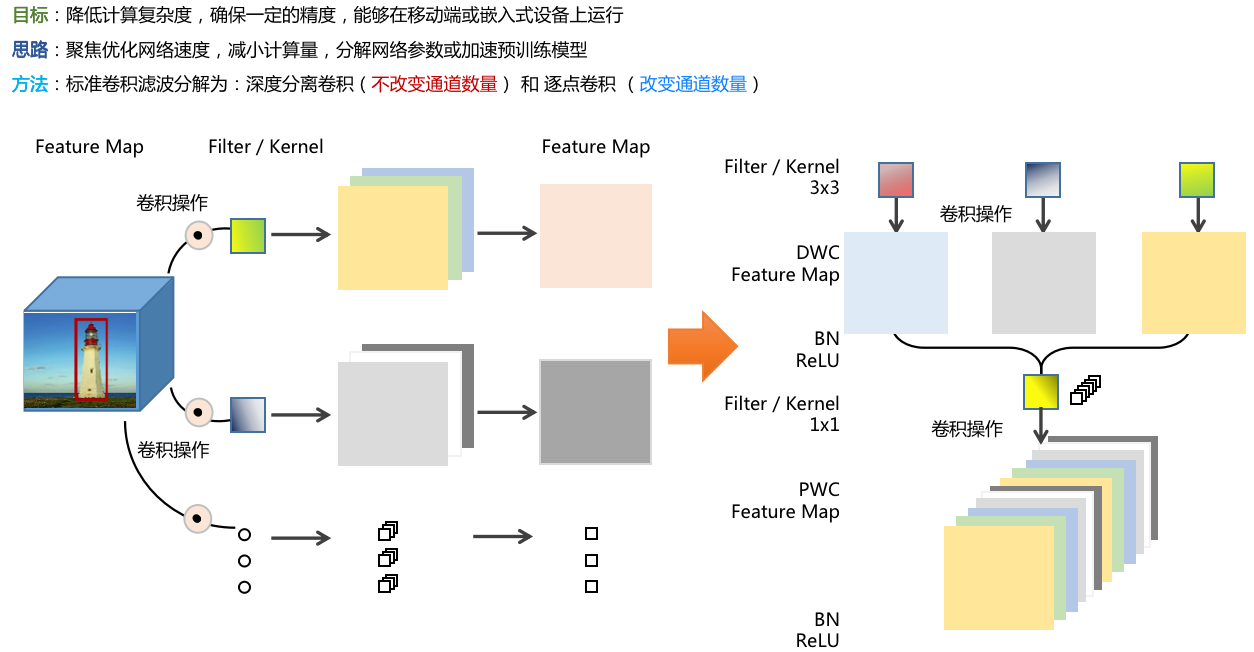 目标：降低计算复杂度，确保一定的精度，能够在移动端或嵌入式设备上运行
思路：聚焦优化网络速度，减小计算量，分解网络参数或加速预训练模型
方法：标准卷积滤波分解为：深度分离卷积（不改变通道数量） 和 逐点卷积 （改变通道数量）
Feature Map
Filter / Kernel
Feature Map
卷积操作
卷积操作
Filter / Kernel
3x3
卷积操作
DWC
Feature Map
BN
ReLU
Filter / Kernel
1x1
卷积操作
PWC
Feature Map
BN
ReLU